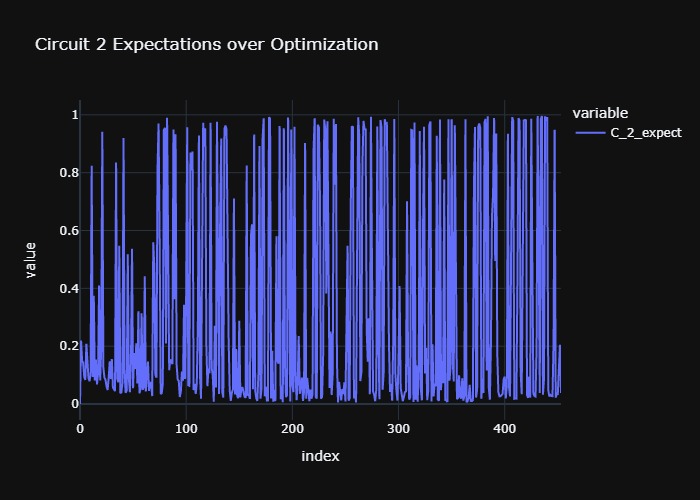 Circuit 2 Expectations over Optimization
variable
C_2_expect
value
1
0.8
0.6
0.4
0.2
0
0 100 200 300 400
index